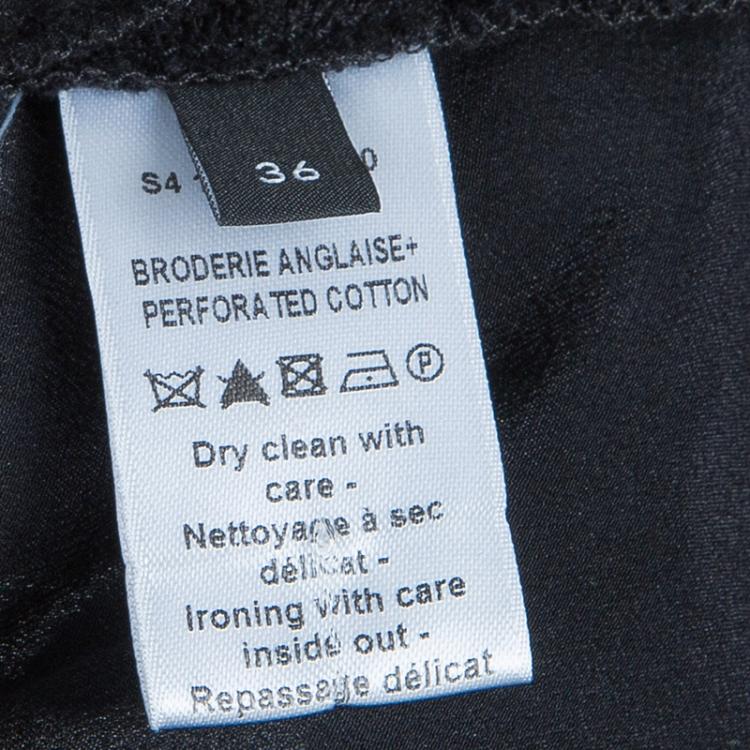 S4 36 0
BRODERIE ANGLAISE+
PERFORATED COTTON
P
Dry clean with
care -
Nettoyage à sec
délicat -
Ironing with care
inside out -
Repassage délicat